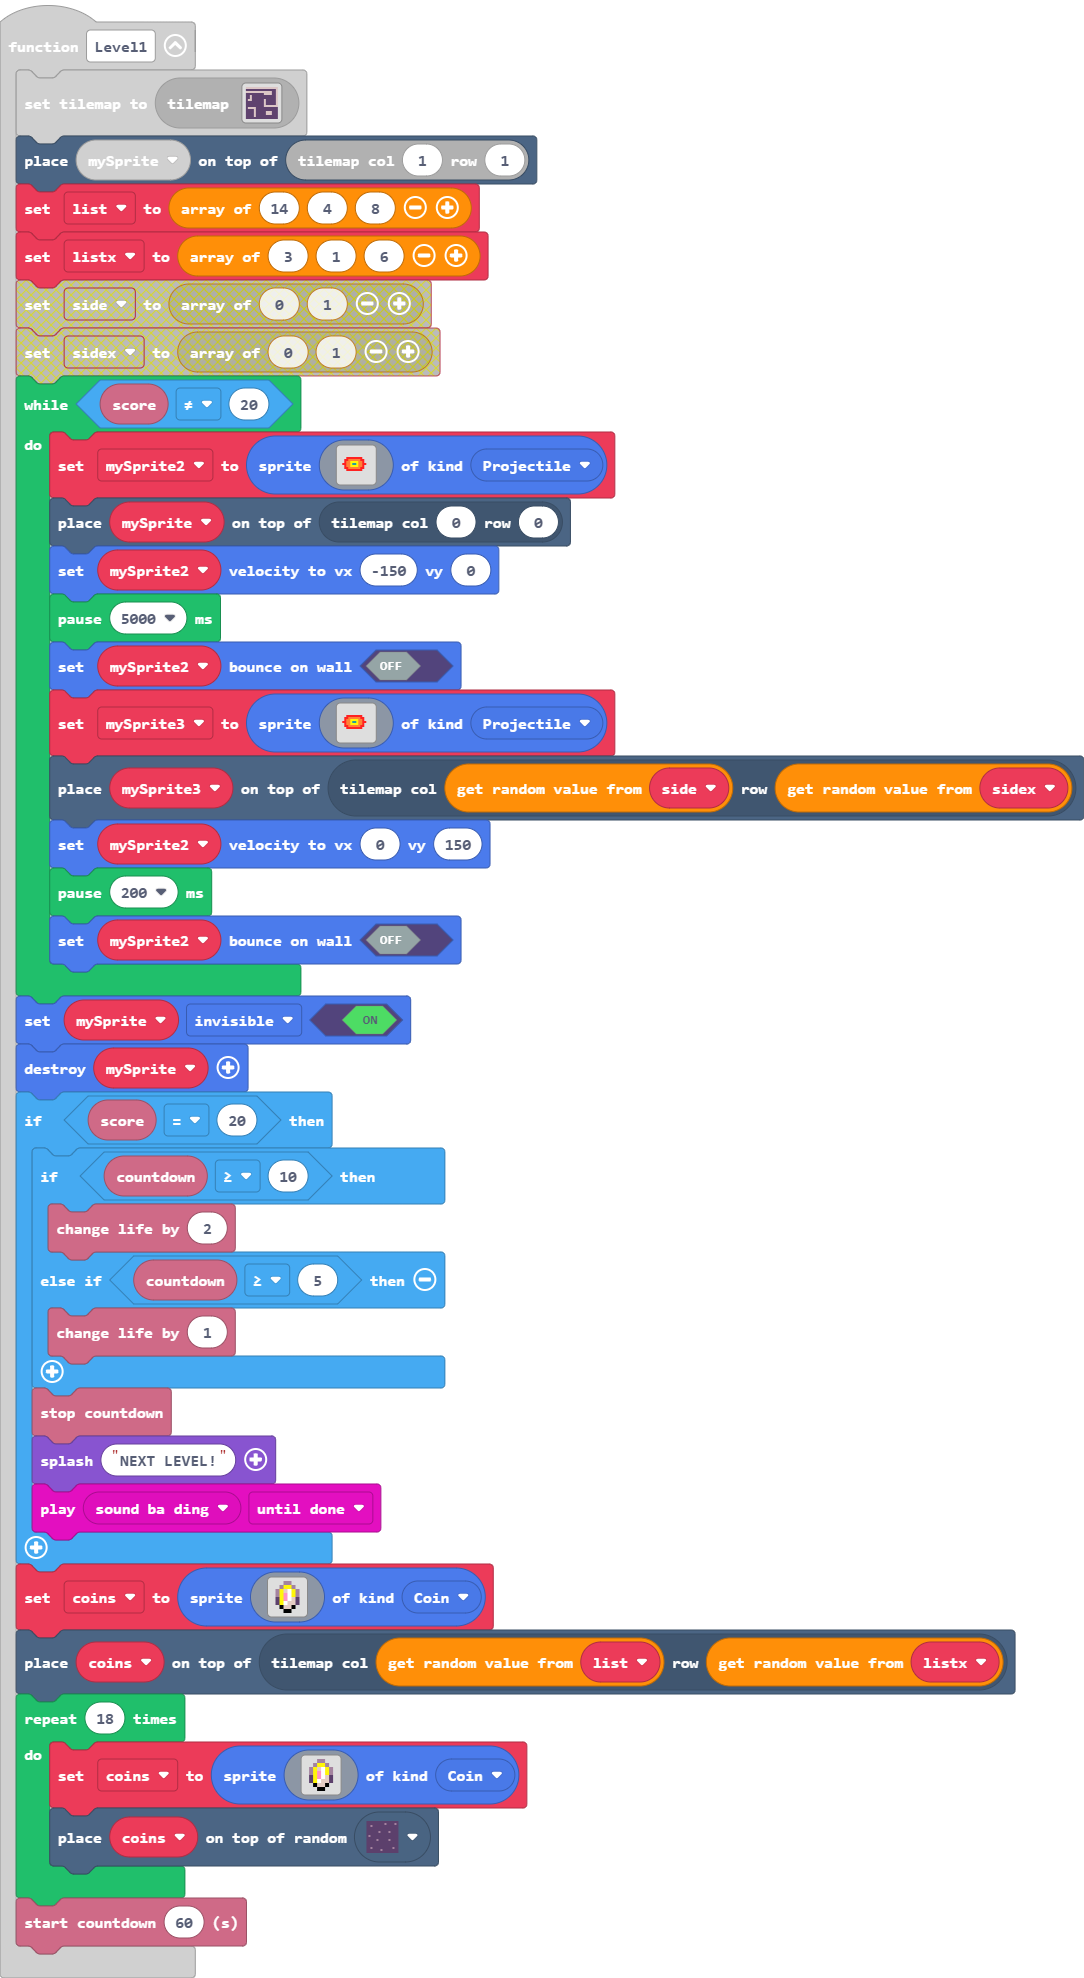 function Level1
set tilemap to tilemap
place mySprite on top of tilemap col 1 row 1
set list to array of 14 4 8
set listx to array of 3 1 6
set side to array of 0 1
set sidex to array of 0 1
while score ≠ 20
do
set mySprite2 to sprite of kind Projectile
place mySprite on top of tilemap col 0 row 0
set mySprite2 velocity to vx -150 vy 0
pause 5000 ms
set mySprite2 bounce on wall OFF
set mySprite3 to sprite of kind Projectile
place mySprite3 on top of tilemap col get random value from side row get random value from sidex
set mySprite2 velocity to vx 0 vy 150
pause 200 ms
set mySprite2 bounce on wall OFF
set mySprite invisible ON
destroy mySprite
if score = 20 then
if countdown ≥ 10 then
change life by 2
else if countdown ≥ 5 then
change life by 1
stop countdown
splash "NEXT LEVEL!"
play sound ba ding until done
set coins to sprite of kind Coin
place coins on top of tilemap col get random value from list row get random value from listx
repeat 18 times
do
set coins to sprite of kind Coin
place coins on top of random
start countdown 60 (s)